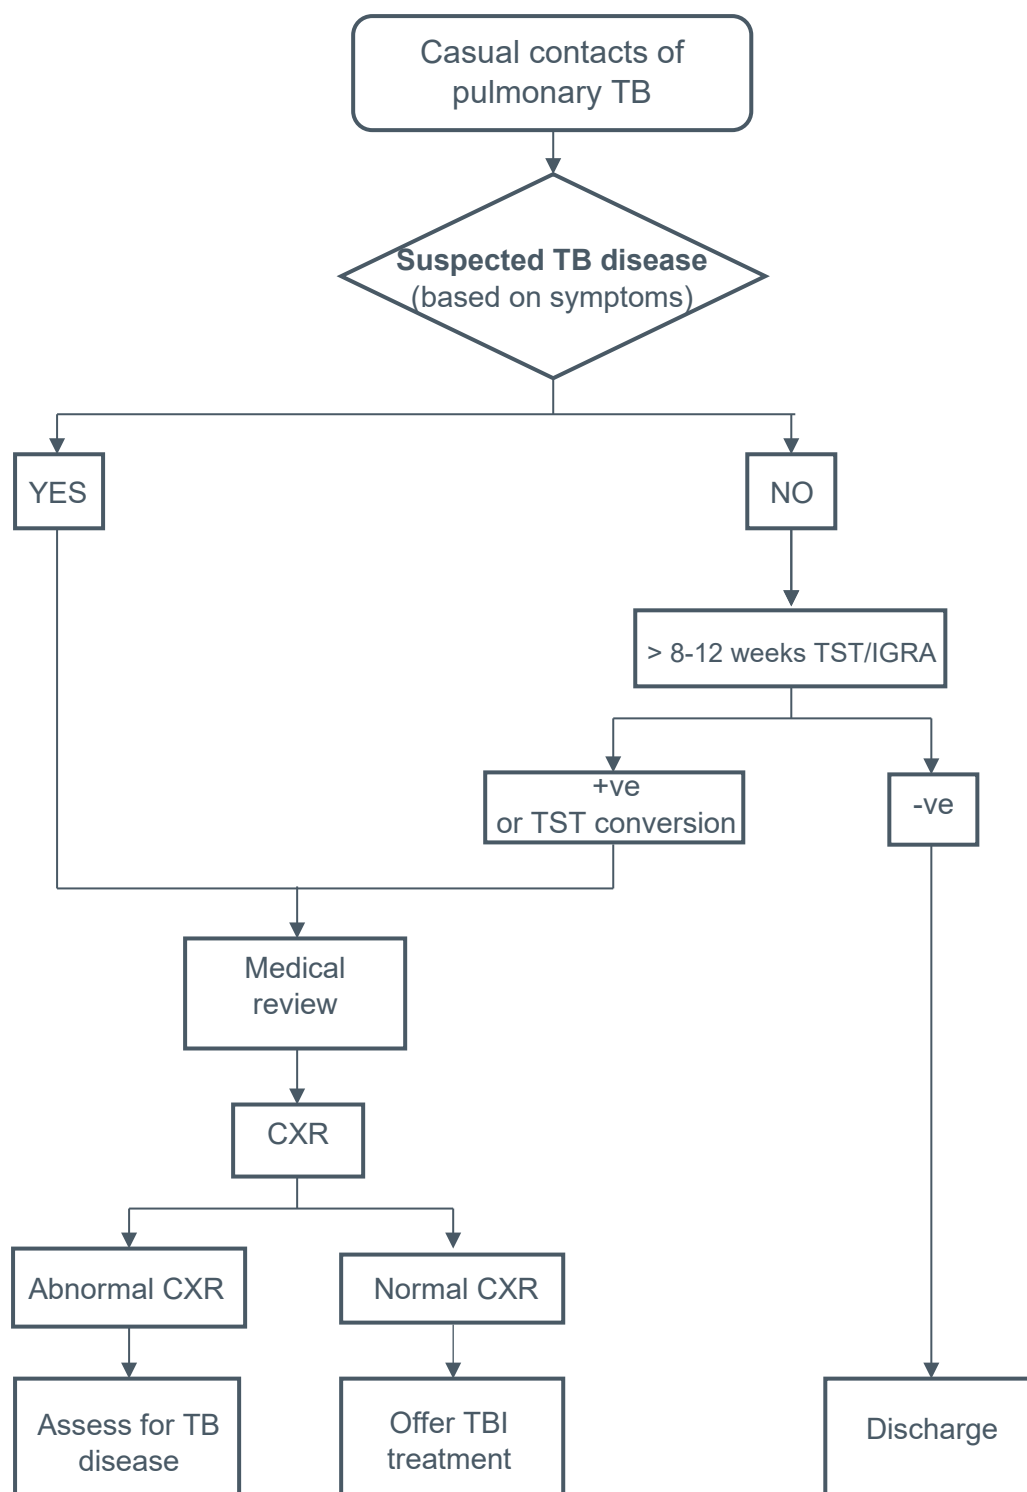 Casual contacts of
pulmonary TB
Suspected TB disease
(based on symptoms)
YES
NO
> 8-12 weeks TST/IGRA
+ve
or TST conversion
-ve
Medical
review
CXR
Abnormal CXR
Normal CXR
Assess for TB
disease
Offer TBI
treatment
Discharge